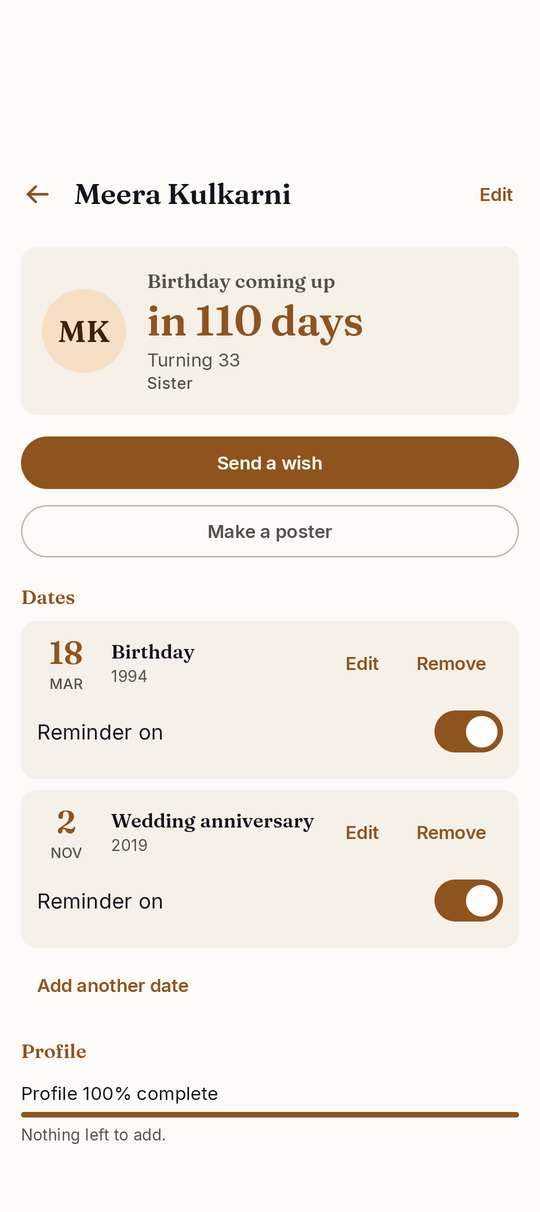 Meera Kulkarni
Edit
Birthday coming up
MK
in 110 days
Turning 33
Sister
Send a wish
Make a poster
Dates
18
MAR
Birthday
1994
Edit
Remove
Reminder on
2
NOV
Wedding anniversary
2019
Edit
Remove
Reminder on
Add another date
Profile
Profile 100% complete
Nothing left to add.